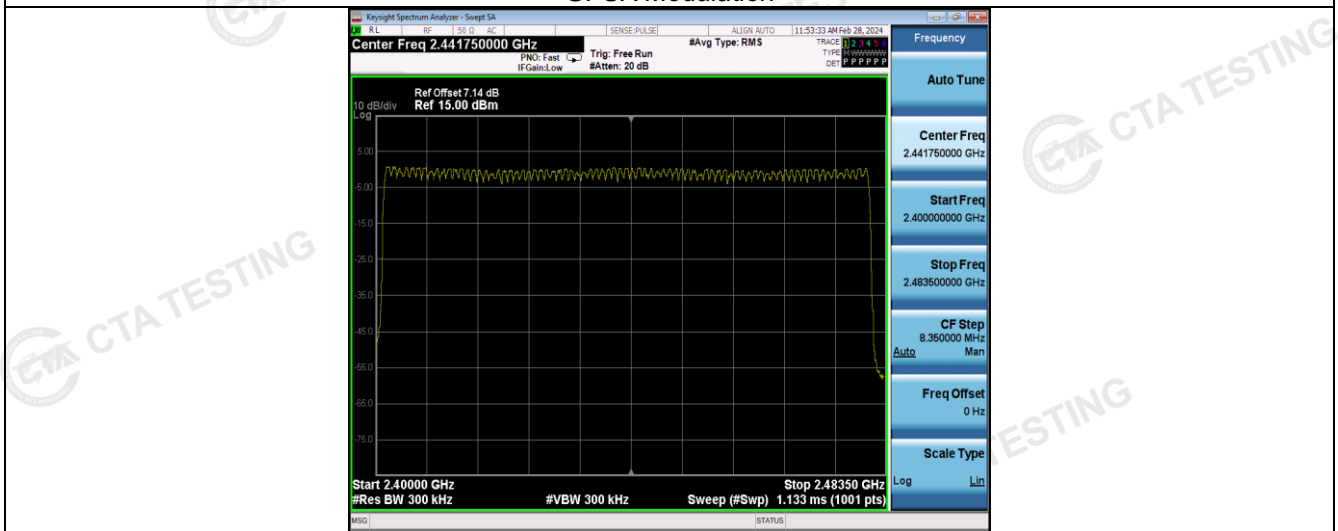 Keysight Spectrum Analyzer - Swept SA
RL RF 50 Ω AC SENSE:PULSE ALIGN AUTO 11:53:33 AM Feb 28, 2024
Center Freq 2.441750000 GHz
PNO: Fast
IFGain:Low
Trig: Free Run
#Atten: 20 dB
#Avg Type: RMS
TRACE 1 2 3 4 5 6
TYPE M WWWWW
DET P P P P P P
Ref Offset 7.14 dB
10 dB/div Ref 15.00 dBm
Log
5.00
-5.00
-15.0
-25.0
-35.0
-45.0
-55.0
-65.0
-75.0
Start 2.40000 GHz Stop 2.48350 GHz
#Res BW 300 kHz #VBW 300 kHz Sweep (#Swp) 1.133 ms (1001 pts)
MSG STATUS
Frequency
Auto Tune
Center Freq
2.441750000 GHz
Start Freq
2.400000000 GHz
Stop Freq
2.483500000 GHz
CF Step
8.350000 MHz
Auto Man
Freq Offset
0 Hz
Scale Type
Log Lin
CTA TESTING
CTA TESTING
TESTING